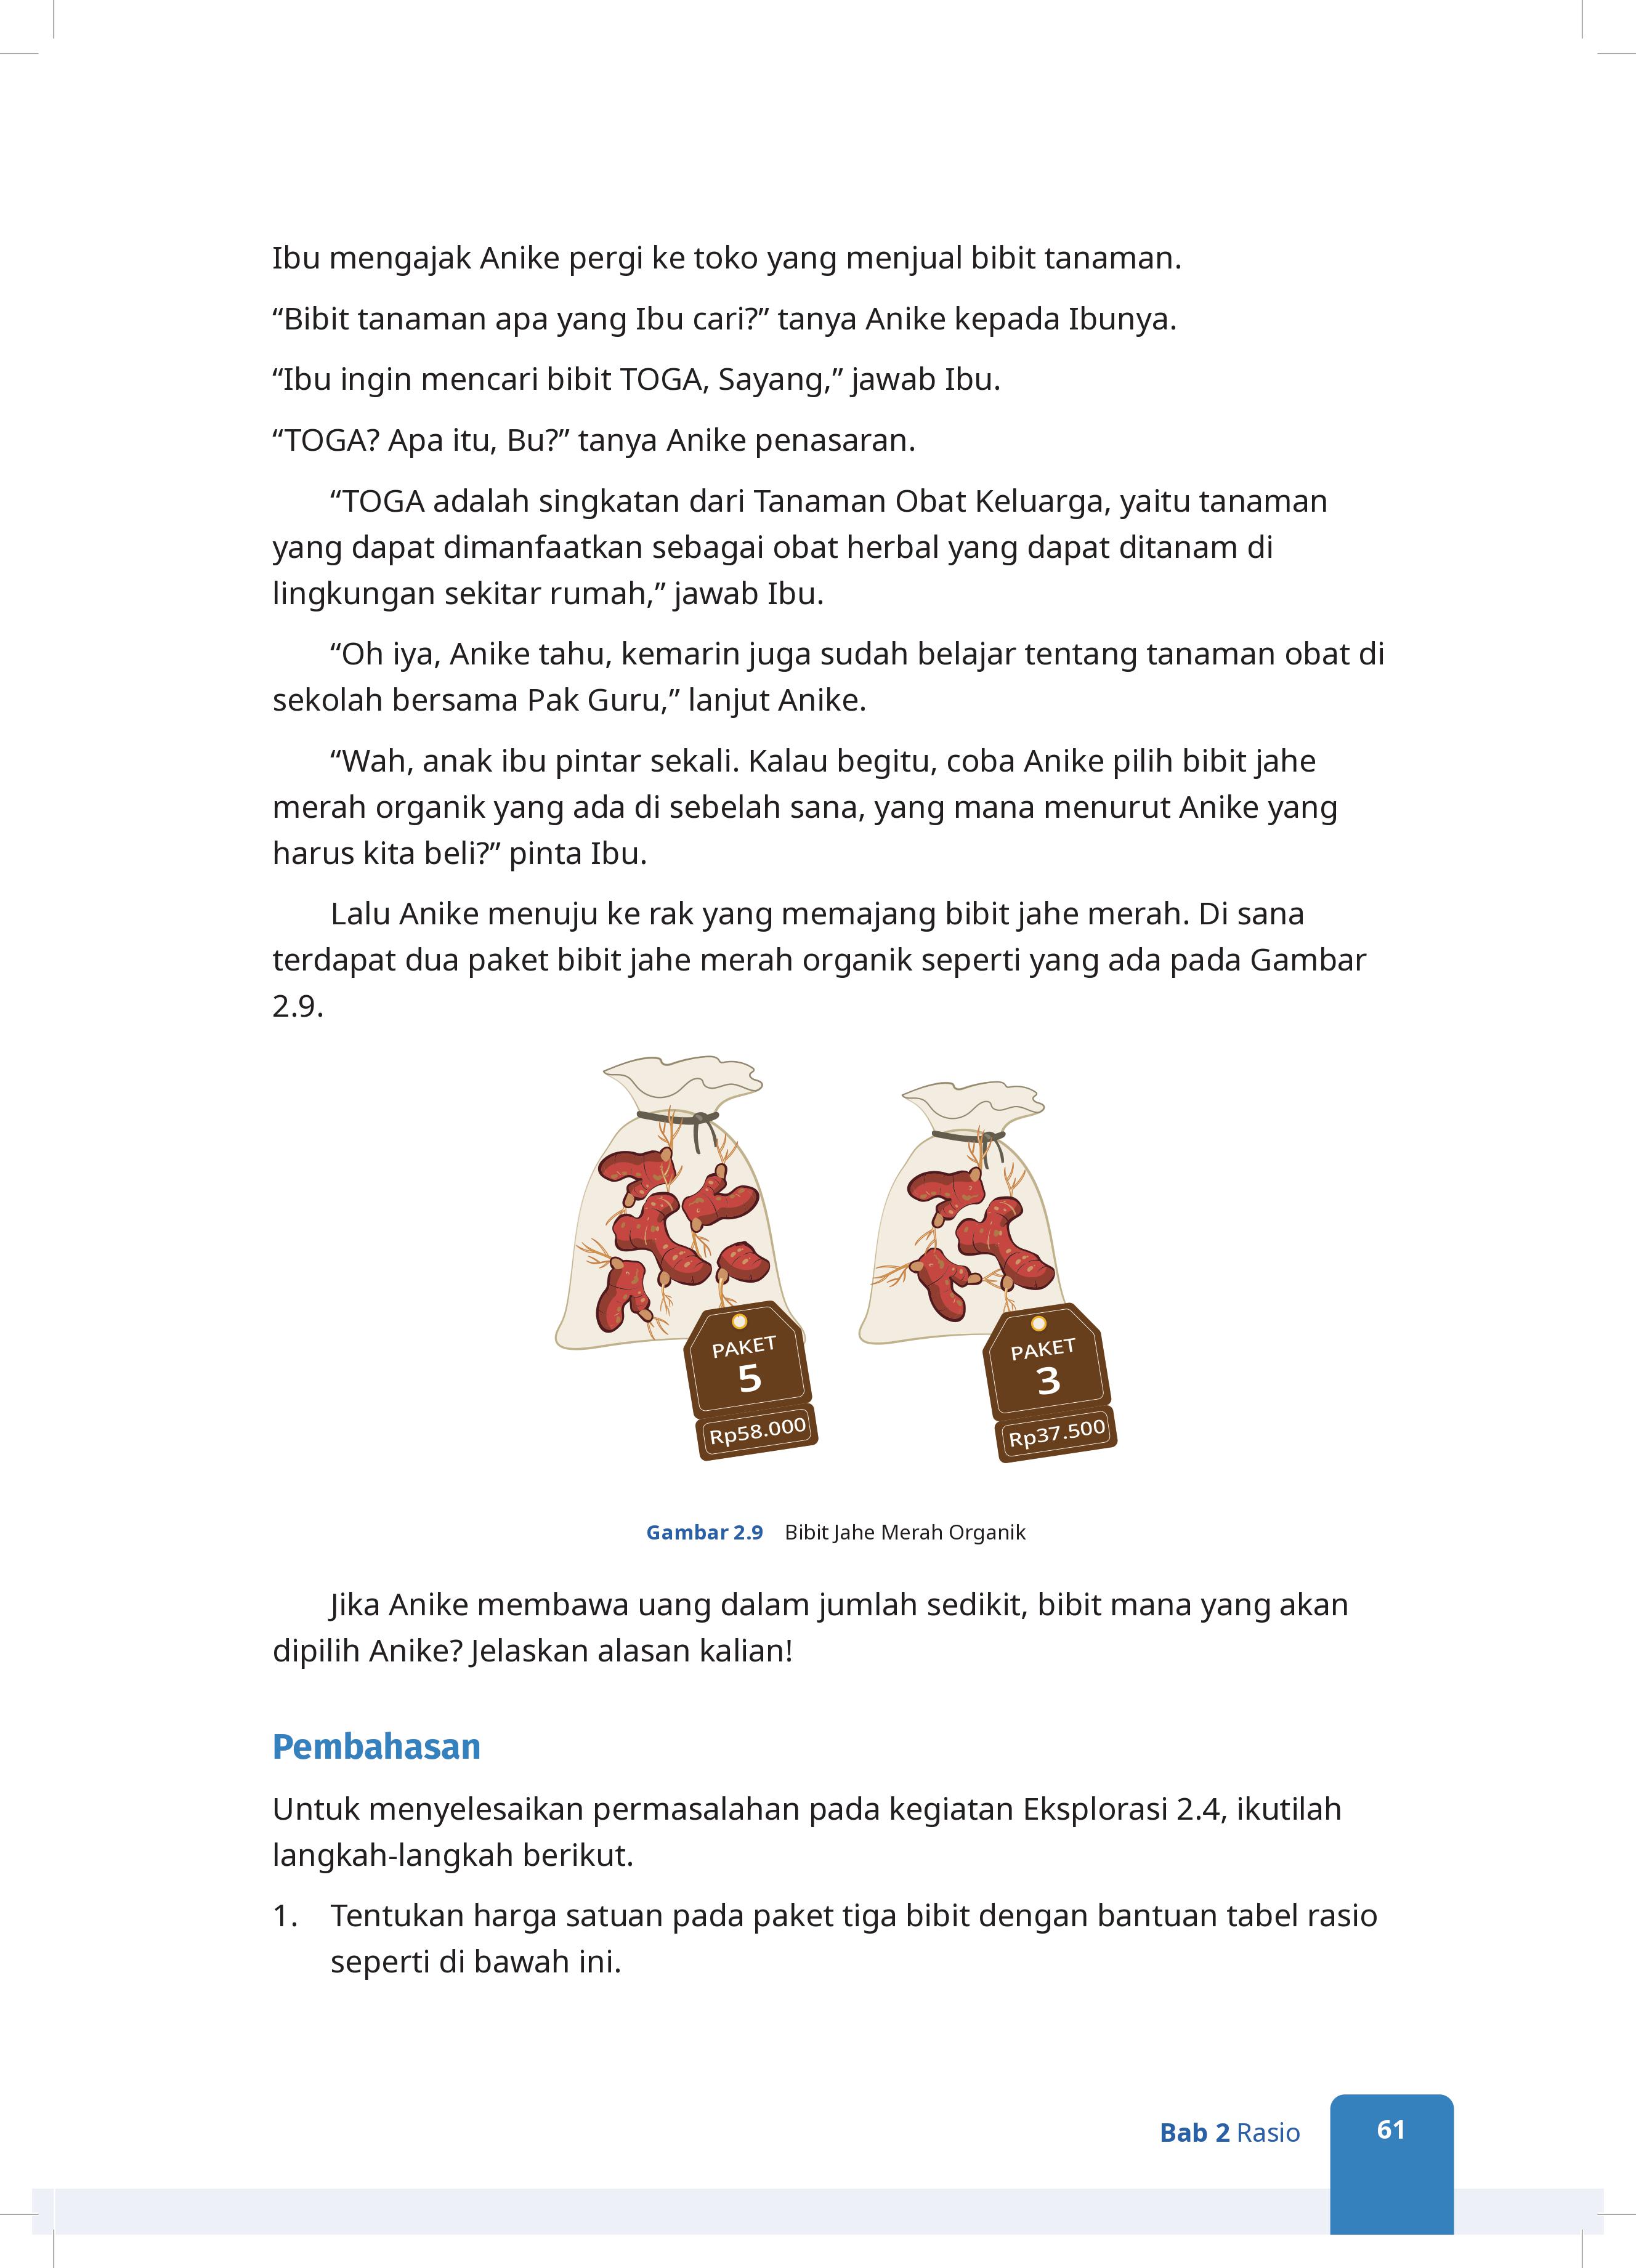 Ibu mengajak Anike pergi ke toko yang menjual bibit tanaman.
“Bibit tanaman apa yang Ibu cari?” tanya Anike kepada Ibunya.
“Ibu ingin mencari bibit TOGA, Sayang,” jawab Ibu.
“TOGA? Apa itu, Bu?” tanya Anike penasaran.
“TOGA adalah singkatan dari Tanaman Obat Keluarga, yaitu tanaman
yang dapat dimanfaatkan sebagai obat herbal yang dapat ditanam di
lingkungan sekitar rumah,” jawab Ibu.
“Oh iya, Anike tahu, kemarin juga sudah belajar tentang tanaman obat di
sekolah bersama Pak Guru,” lanjut Anike.
“Wah, anak ibu pintar sekali. Kalau begitu, coba Anike pilih bibit jahe
merah organik yang ada di sebelah sana, yang mana menurut Anike yang
harus kita beli?” pinta Ibu.
Lalu Anike menuju ke rak yang memajang bibit jahe merah. Di sana
terdapat dua paket bibit jahe merah organik seperti yang ada pada Gambar
2.9.
PAKET
5
Rp58.000
PAKET
3
Rp37.500
Gambar 2.9 Bibit Jahe Merah Organik
Jika Anike membawa uang dalam jumlah sedikit, bibit mana yang akan
dipilih Anike? Jelaskan alasan kalian!
Pembahasan
Untuk menyelesaikan permasalahan pada kegiatan Eksplorasi 2.4, ikutilah
langkah-langkah berikut.
1. Tentukan harga satuan pada paket tiga bibit dengan bantuan tabel rasio
seperti di bawah ini.
Bab 2 Rasio
61